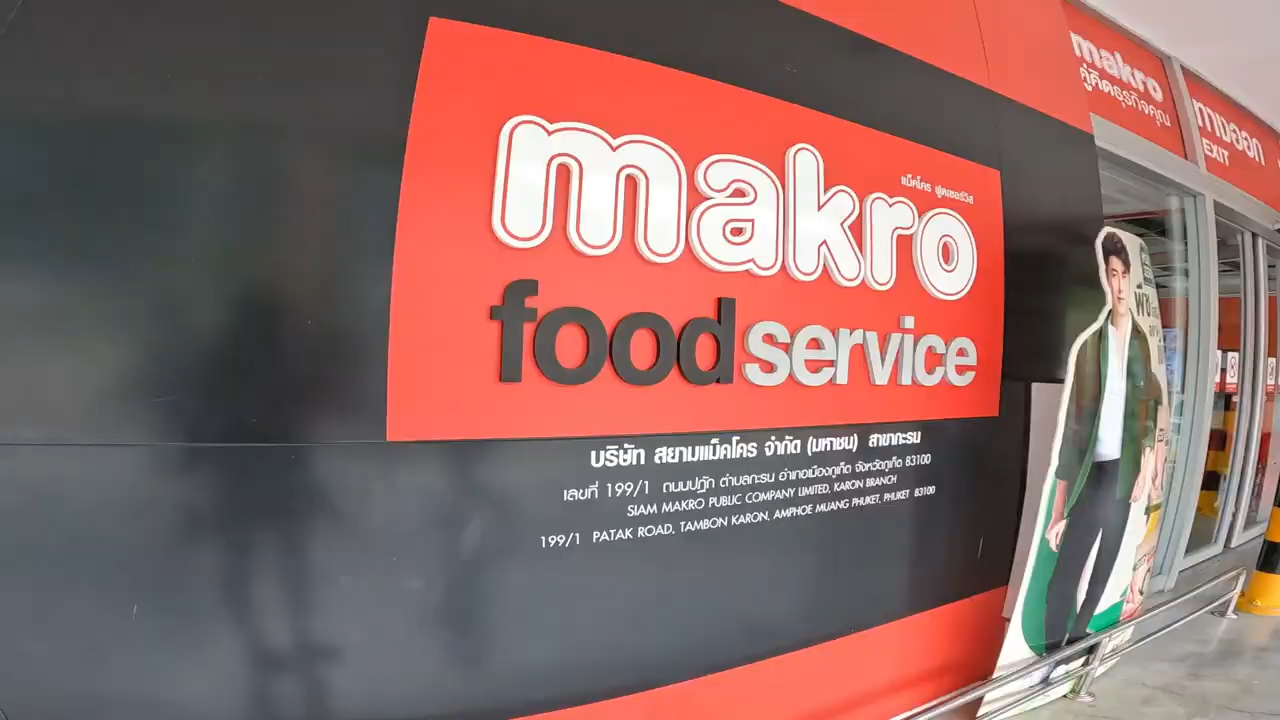 makro
แม็คโคร ฟูดเซอร์วิส
foodservice
บริษัท สยามแม็คโคร จำกัด (มหาชน) สาขากะรน
เลขที่ 199/1 ถนนปฏัก ตำบลกะรน อำเภอเมืองภูเก็ต จังหวัดภูเก็ต 83100
SIAM MAKRO PUBLIC COMPANY LIMITED, KARON BRANCH
199/1 PATAK ROAD, TAMBON KARON, AMPHOE MUANG PHUKET, PHUKET 83100
makro
คู่คิดธุรกิจคุณ
ทางออก
EXIT